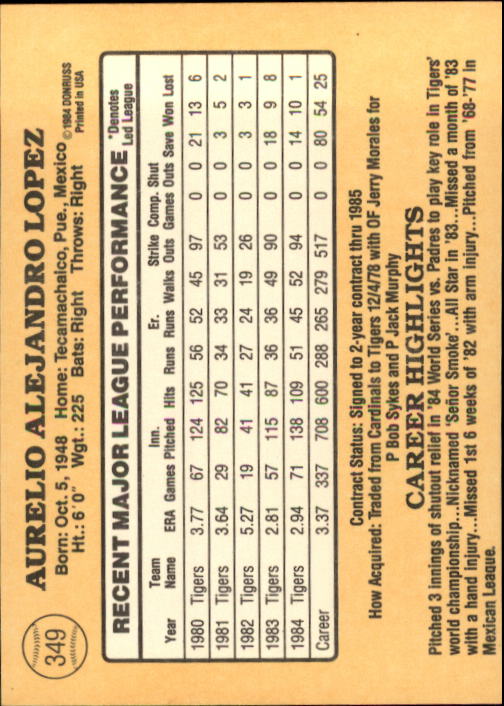 349
AURELIO ALEJANDRO LOPEZ
Born: Oct. 5, 1948 Home: Tecamachalco, Pue., Mexico
Ht.: 6' 0" Wgt.: 225 Bats: Right Throws: Right
© 1984 DONRUSS
Printed in USA
RECENT MAJOR LEAGUE PERFORMANCE
*Denotes
Led League
Team Inn. Er. Strike Comp. Shut
Year Name ERA Games Pitched Hits Runs Runs Walks Outs Games Outs Save Won Lost
1980 Tigers 3.77 67 124 125 56 52 45 97 0 0 21 13 6
1981 Tigers 3.64 29 82 70 34 33 31 53 0 0 3 5 2
1982 Tigers 5.27 19 41 41 27 24 19 26 0 0 3 3 1
1983 Tigers 2.81 57 115 87 36 36 49 90 0 0 18 9 8
1984 Tigers 2.94 71 138 109 51 45 52 94 0 0 14 10 1
Career 3.37 337 708 600 288 265 279 517 0 0 80 54 25
Contract Status: Signed to 2-year contract thru 1985
How Acquired: Traded from Cardinals to Tigers 12/4/78 with OF Jerry Morales for
P Bob Sykes and P Jack Murphy
CAREER HIGHLIGHTS
Pitched 3 innings of shutout relief in '84 World Series vs. Padres to play key role in Tigers'
world championship...Nicknamed 'Señor Smoke'...All Star in '83...Missed a month of '83
with a hand injury...Missed 1st 6 weeks of '82 with arm injury...Pitched from '68-'77 in
Mexican League.